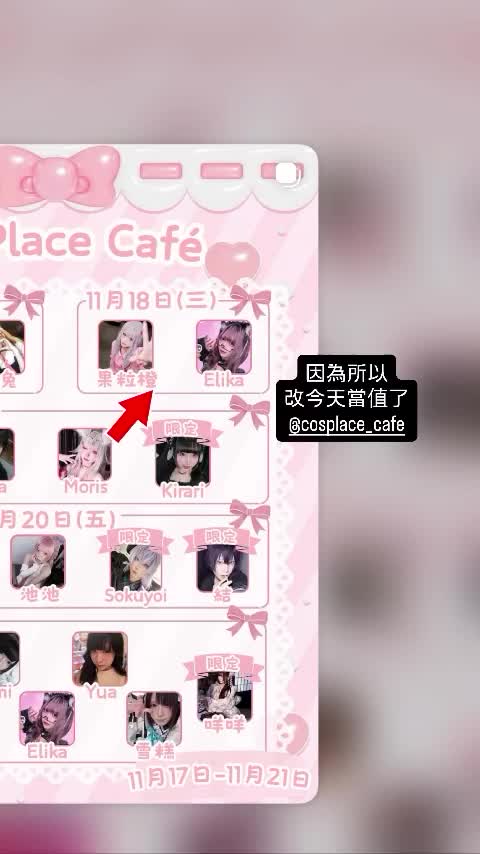 Place Café
11月18日(三)
兔
果粒橙
Elika
因為所以
改今天當值了
@cosplace_cafe
限定
a
Moris
Kirari
月20日(五)
限定
限定
池池
Sokuyoi
結
限定
mi
Yua
咩咩
Elika
雪糕
11月17日-11月21日